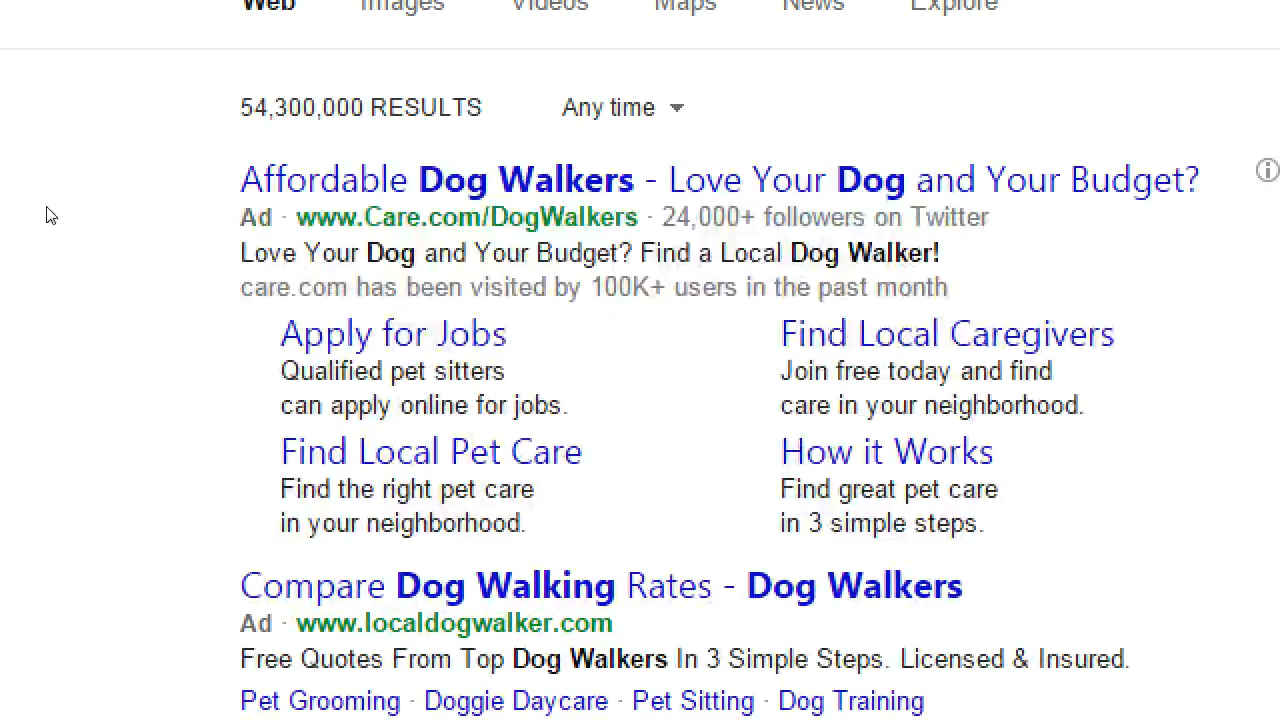 Web Images Videos Maps News Explore
54,300,000 RESULTS Any time
Affordable Dog Walkers - Love Your Dog and Your Budget?
Ad · www.Care.com/DogWalkers · 24,000+ followers on Twitter
Love Your Dog and Your Budget? Find a Local Dog Walker!
care.com has been visited by 100K+ users in the past month
Apply for Jobs
Qualified pet sitters
can apply online for jobs.
Find Local Caregivers
Join free today and find
care in your neighborhood.
Find Local Pet Care
Find the right pet care
in your neighborhood.
How it Works
Find great pet care
in 3 simple steps.
Compare Dog Walking Rates - Dog Walkers
Ad · www.localdogwalker.com
Free Quotes From Top Dog Walkers In 3 Simple Steps. Licensed & Insured.
Pet Grooming · Doggie Daycare · Pet Sitting · Dog Training